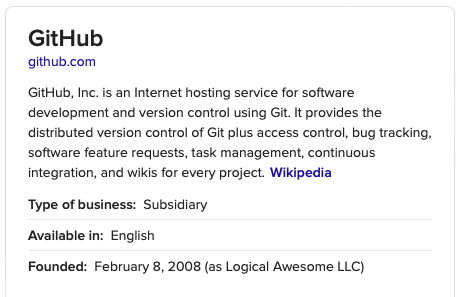 GitHub
github.com
GitHub, Inc. is an Internet hosting service for software
development and version control using Git. It provides the
distributed version control of Git plus access control, bug tracking,
software feature requests, task management, continuous
integration, and wikis for every project. Wikipedia
Type of business: Subsidiary
Available in: English
Founded: February 8, 2008 (as Logical Awesome LLC)